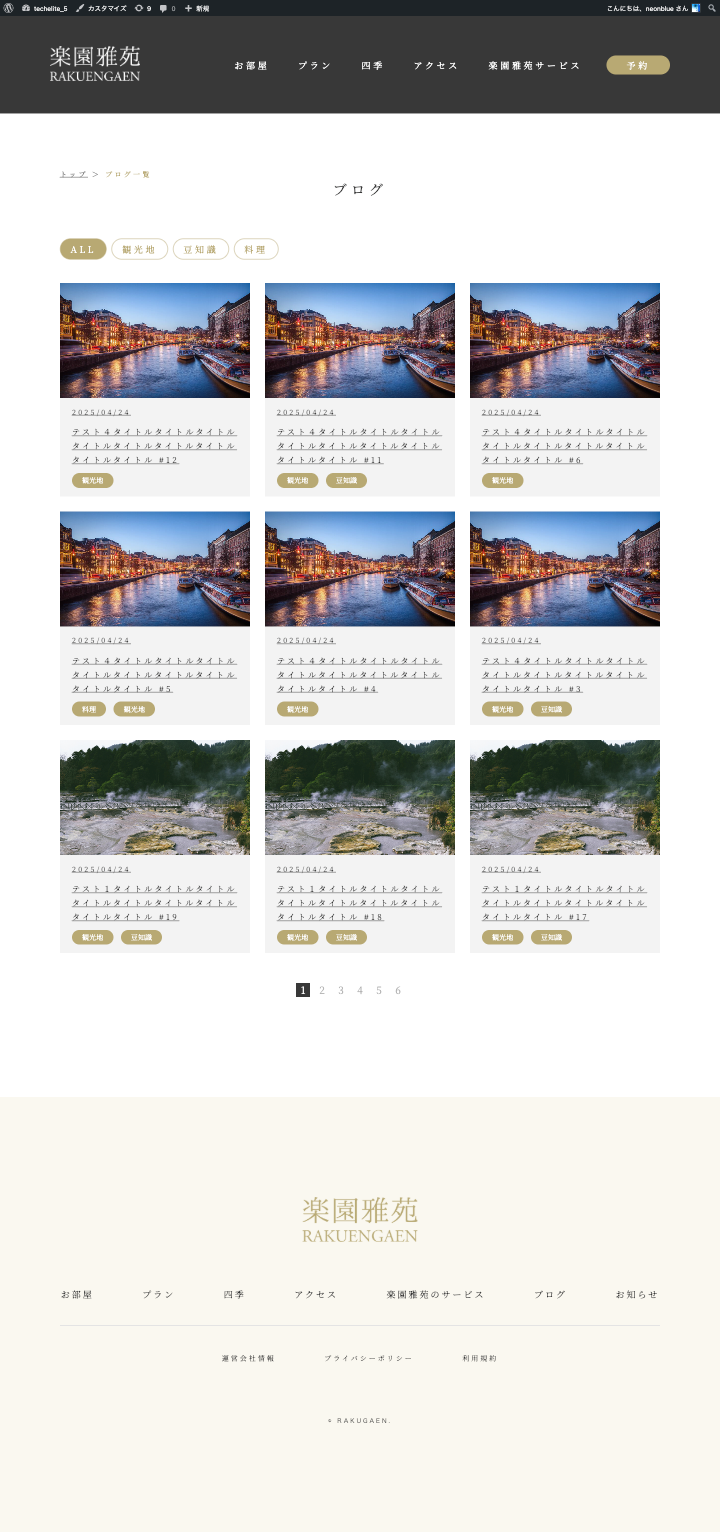 techelite_5 カスタマイズ 9 0 新規 こんにちは、neonblue さん
楽園雅苑
RAKUENGAEN
お部屋 プラン 四季 アクセス 楽園雅苑サービス 予約
トップ ＞ ブログ一覧
ブログ
ALL 観光地 豆知識 料理
2025/04/24
テスト４タイトルタイトルタイトル
タイトルタイトルタイトルタイトル
タイトルタイトル #12
観光地
2025/04/24
テスト４タイトルタイトルタイトル
タイトルタイトルタイトルタイトル
タイトルタイトル #11
観光地 豆知識
2025/04/24
テスト４タイトルタイトルタイトル
タイトルタイトルタイトルタイトル
タイトルタイトル #6
観光地
2025/04/24
テスト４タイトルタイトルタイトル
タイトルタイトルタイトルタイトル
タイトルタイトル #5
料理 観光地
2025/04/24
テスト４タイトルタイトルタイトル
タイトルタイトルタイトルタイトル
タイトルタイトル #4
観光地
2025/04/24
テスト４タイトルタイトルタイトル
タイトルタイトルタイトルタイトル
タイトルタイトル #3
観光地 豆知識
2025/04/24
テスト１タイトルタイトルタイトル
タイトルタイトルタイトルタイトル
タイトルタイトル #19
観光地 豆知識
2025/04/24
テスト１タイトルタイトルタイトル
タイトルタイトルタイトルタイトル
タイトルタイトル #18
観光地 豆知識
2025/04/24
テスト１タイトルタイトルタイトル
タイトルタイトルタイトルタイトル
タイトルタイトル #17
観光地 豆知識
1 2 3 4 5 6
楽園雅苑
RAKUENGAEN
お部屋 プラン 四季 アクセス 楽園雅苑のサービス ブログ お知らせ
運営会社情報 プライバシーポリシー 利用規約
© RAKUGAEN.